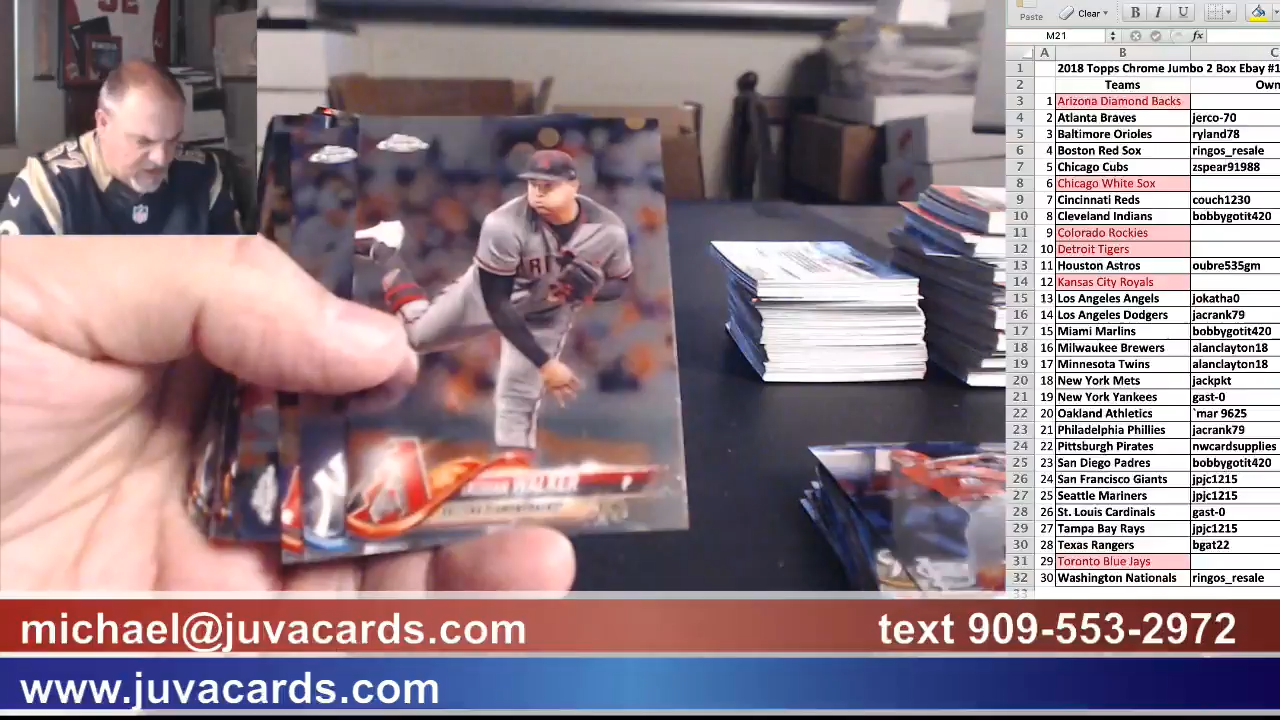 Paste
Clear
B I U
M21
fx
A B C
1 2018 Topps Chrome Jumbo 2 Box Ebay #1
2 Teams Own
3 1 Arizona Diamond Backs
4 2 Atlanta Braves jerco-70
5 3 Baltimore Orioles ryland78
6 4 Boston Red Sox ringos_resale
7 5 Chicago Cubs zspear91988
8 6 Chicago White Sox
9 7 Cincinnati Reds couch1230
10 8 Cleveland Indians bobbygotit420
11 9 Colorado Rockies
12 10 Detroit Tigers
13 11 Houston Astros oubre535gm
14 12 Kansas City Royals
15 13 Los Angeles Angels jokatha0
16 14 Los Angeles Dodgers jacrank79
17 15 Miami Marlins bobbygotit420
18 16 Milwaukee Brewers alanclayton18
19 17 Minnesota Twins alanclayton18
20 18 New York Mets jackpkt
21 19 New York Yankees gast-0
22 20 Oakland Athletics `mar 9625
23 21 Philadelphia Phillies jacrank79
24 22 Pittsburgh Pirates nwcardsupplies
25 23 San Diego Padres bobbygotit420
26 24 San Francisco Giants jpjc1215
27 25 Seattle Mariners jpjc1215
28 26 St. Louis Cardinals gast-0
29 27 Tampa Bay Rays jpjc1215
30 28 Texas Rangers bgat22
31 29 Toronto Blue Jays
32 30 Washington Nationals ringos_resale
33
michael@juvacards.com
text 909-553-2972
www.juvacards.com